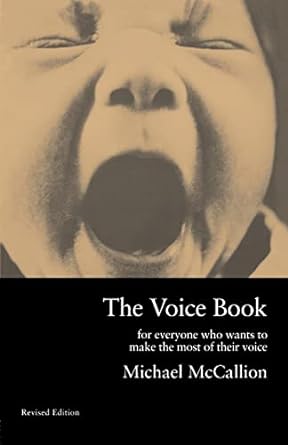 The Voice Book
for everyone who wants to
make the most of their voice
Michael McCallion
Revised Edition